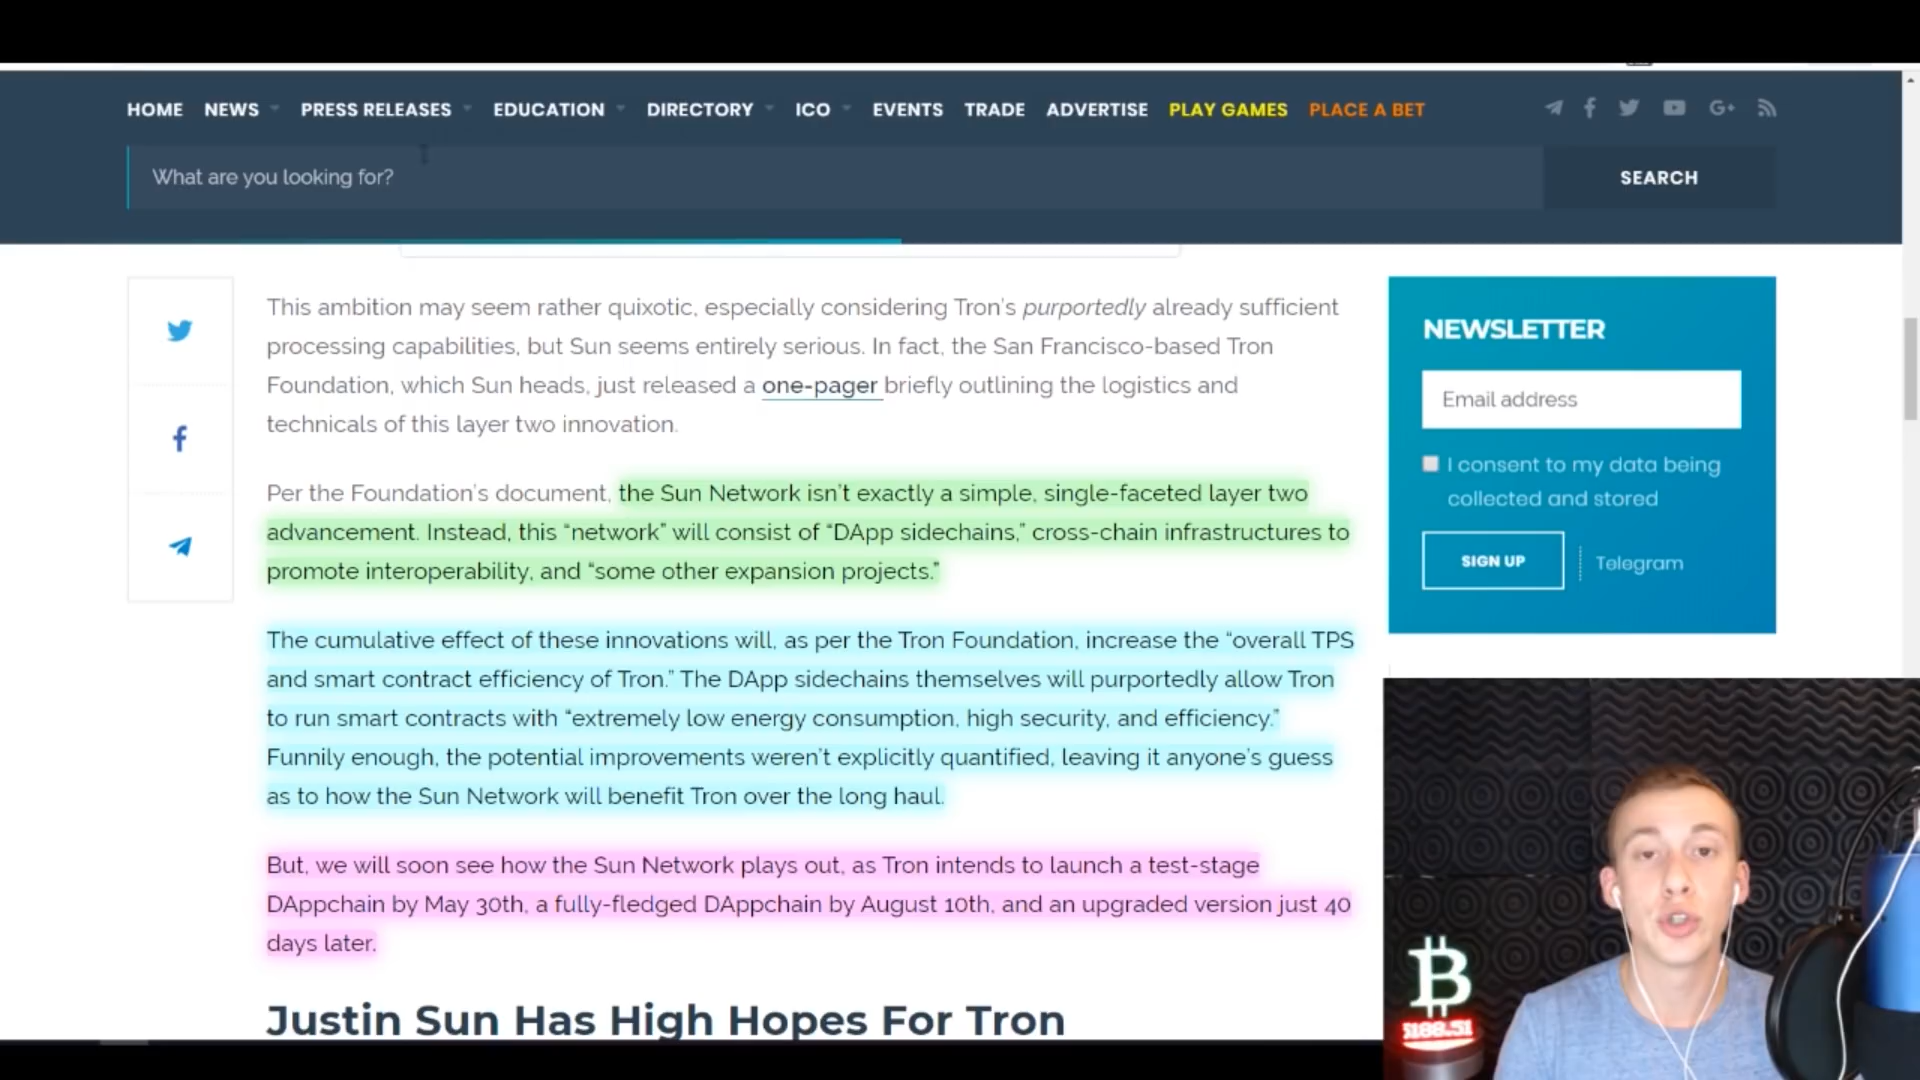 HOME NEWS PRESS RELEASES EDUCATION DIRECTORY ICO EVENTS TRADE ADVERTISE PLAY GAMES PLACE A BET
What are you looking for?
SEARCH
This ambition may seem rather quixotic, especially considering Tron's purportedly already sufficient
processing capabilities, but Sun seems entirely serious. In fact, the San Francisco-based Tron
Foundation, which Sun heads, just released a one-pager briefly outlining the logistics and
technicals of this layer two innovation.
Per the Foundation's document, the Sun Network isn't exactly a simple, single-faceted layer two
advancement. Instead, this “network” will consist of “DApp sidechains,” cross-chain infrastructures to
promote interoperability, and “some other expansion projects.”
The cumulative effect of these innovations will, as per the Tron Foundation, increase the “overall TPS
and smart contract efficiency of Tron.” The DApp sidechains themselves will purportedly allow Tron
to run smart contracts with “extremely low energy consumption, high security, and efficiency.”
Funnily enough, the potential improvements weren't explicitly quantified, leaving it anyone's guess
as to how the Sun Network will benefit Tron over the long haul.
But, we will soon see how the Sun Network plays out, as Tron intends to launch a test-stage
DAppchain by May 30th, a fully-fledged DAppchain by August 10th, and an upgraded version just 40
days later.
Justin Sun Has High Hopes For Tron
NEWSLETTER
Email address
I consent to my data being
collected and stored
SIGN UP
Telegram